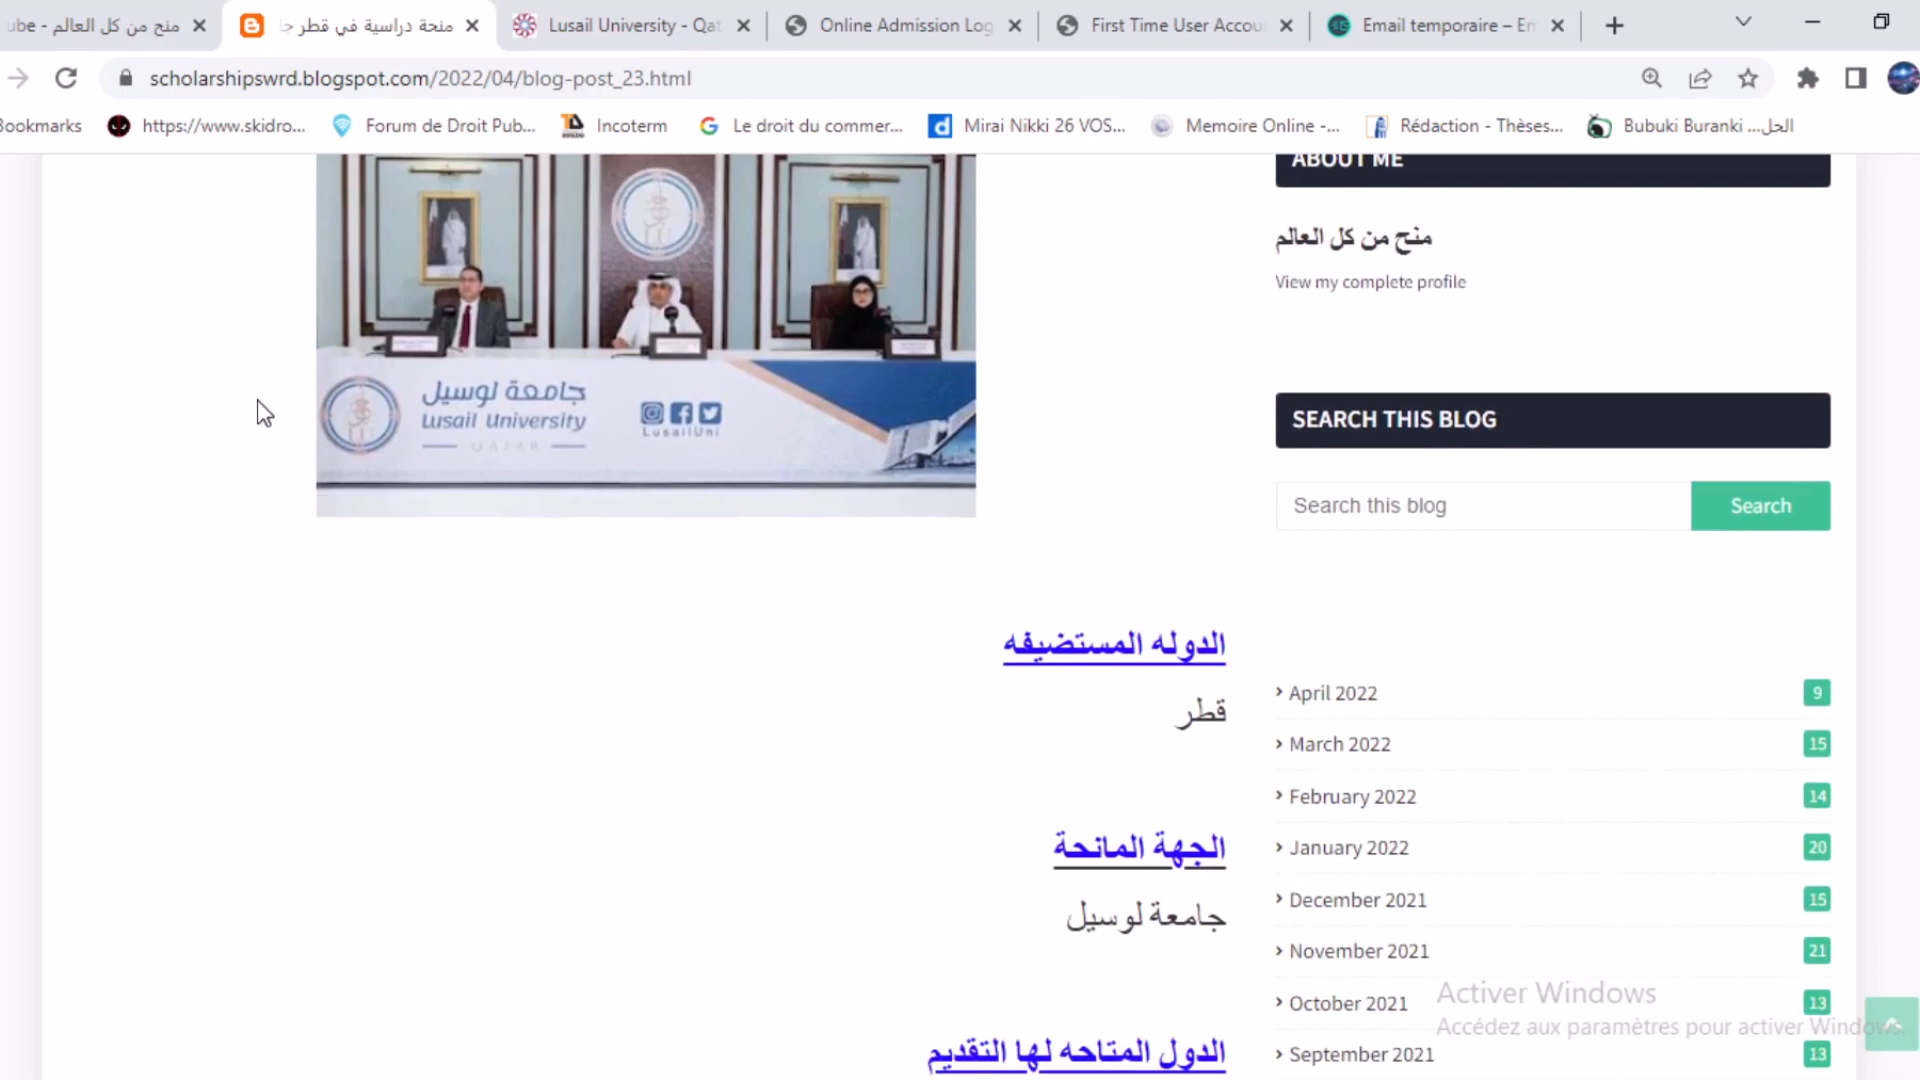 ube - منح من كل العالم
منحة دراسية في قطر جا
Lusail University - Qat
Online Admission Log
First Time User Accou
Email temporaire – Em
scholarshipswrd.blogspot.com/2022/04/blog-post_23.html
Bookmarks
https://www.skidro...
Forum de Droit Pub...
Incoterm
Le droit du commer...
Mirai Nikki 26 VOS...
Memoire Online -...
Rédaction - Thèses...
Bubuki Buranki ...الحل
جامعة لوسيل
Lusail University
QATAR
LusailUni
الدوله المستضيفه
قطر
الجهة المانحة
جامعة لوسيل
الدول المتاحه لها التقديم
ABOUT ME
منح من كل العالم
View my complete profile
SEARCH THIS BLOG
Search this blog
Search
April 2022 9
March 2022 15
February 2022 14
January 2022 20
December 2021 15
November 2021 21
October 2021 13
September 2021 13
Activer Windows
Accédez aux paramètres pour activer Windows.